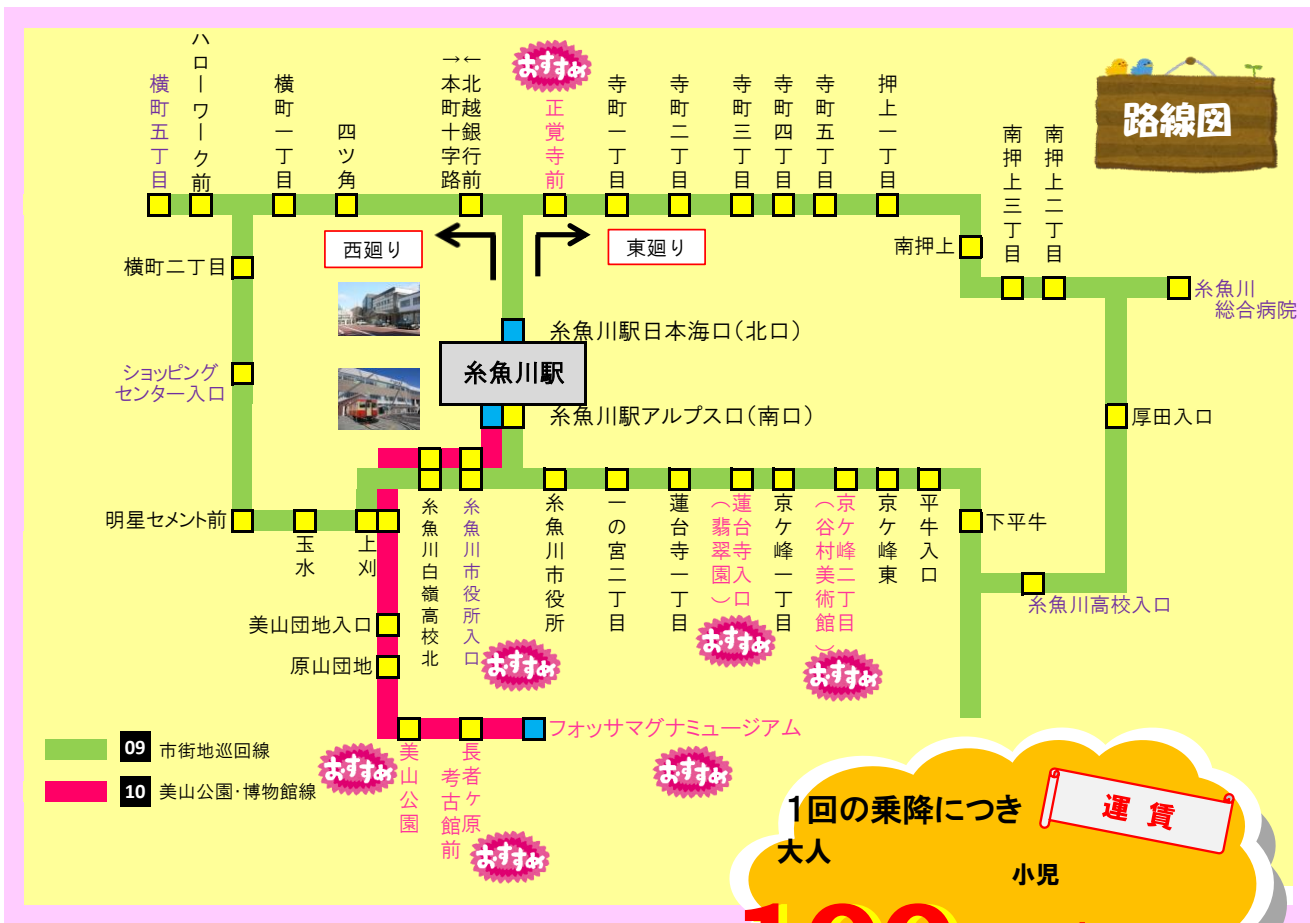 路線図
横町五丁目
ハローワーク前
横町一丁目
四ツ角
←北越銀行前
→本町十字路
おすすめ
正覚寺前
寺町一丁目
寺町二丁目
寺町三丁目
寺町四丁目
寺町五丁目
押上一丁目
南押上
南押上三丁目
南押上二丁目
糸魚川
総合病院
西廻り
東廻り
横町二丁目
糸魚川駅日本海口(北口)
糸魚川駅
糸魚川駅アルプス口(南口)
ショッピング
センター入口
厚田入口
明星セメント前
玉水
上刈
糸魚川白嶺高校北
糸魚川市役所入口
おすすめ
糸魚川市役所
一の宮二丁目
蓮台寺一丁目
蓮台寺入口
(翡翠園)
おすすめ
京ケ峰一丁目
京ケ峰二丁目
(谷村美術館)
おすすめ
京ケ峰東
平牛入口
下平牛
糸魚川高校入口
美山団地入口
原山団地
フォッサマグナミュージアム
おすすめ
美山公園
おすすめ
長者ケ原
考古館前
おすすめ
09 市街地巡回線
10 美山公園・博物館線
運賃
1回の乗降につき
大人
小児